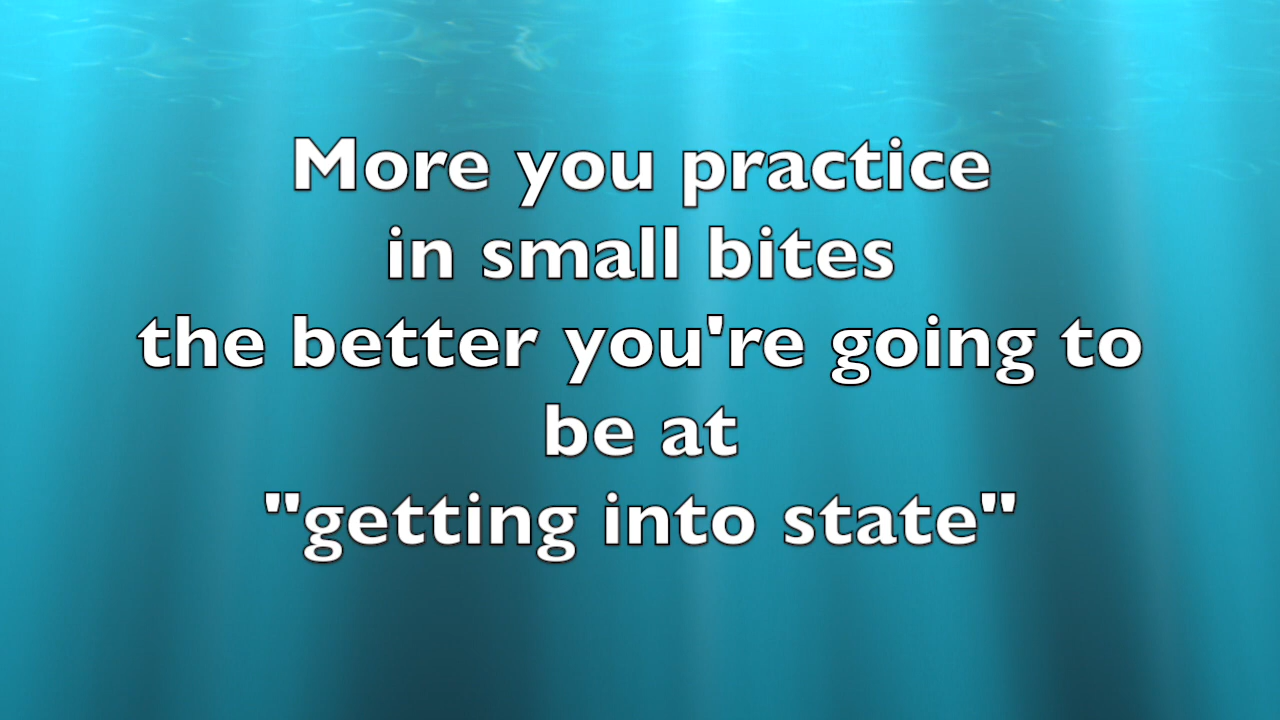 More you practice
in small bites
the better you're going to
be at
"getting into state"